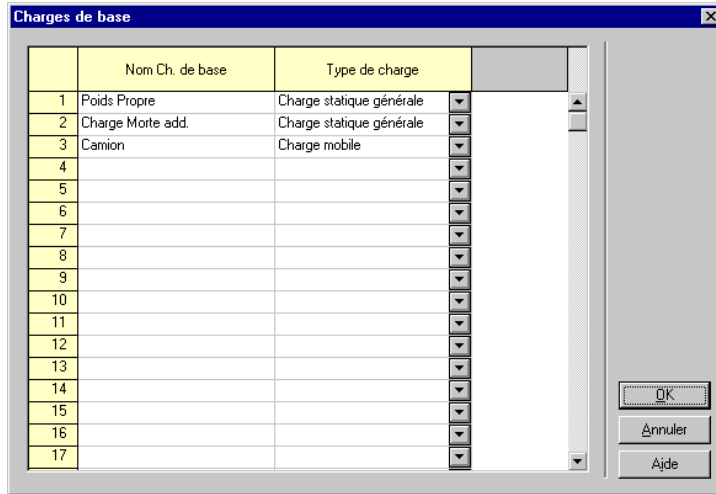 Charges de base
Nom Ch. de base Type de charge
1 Poids Propre Charge statique générale
2 Charge Morte add. Charge statique générale
3 Camion Charge mobile
4
5
6
7
8
9
10
11
12
13
14
15
16
17
OK
Annuler
Aide